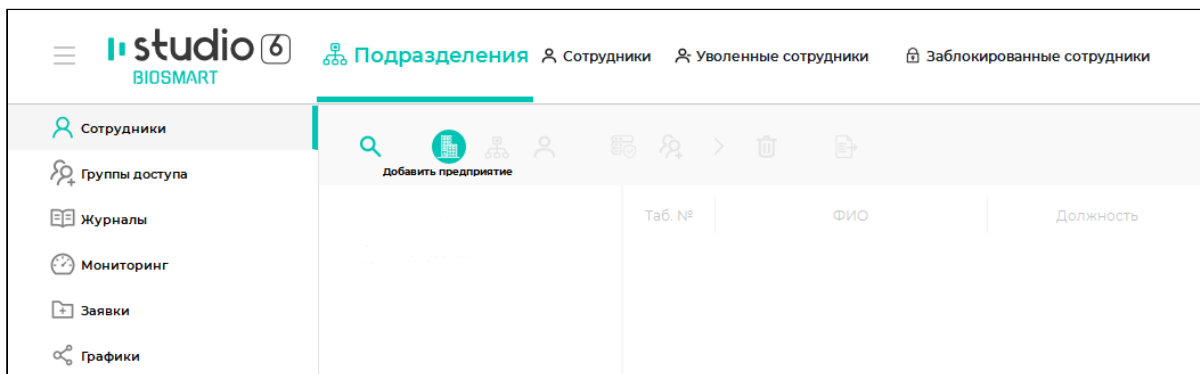 studio 6
BIOSMART
Подразделения
Сотрудники
Уволенные сотрудники
Заблокированные сотрудники
Сотрудники
Группы доступа
Журналы
Мониторинг
Заявки
Графики
Добавить предприятие
Таб. №
ФИО
Должность